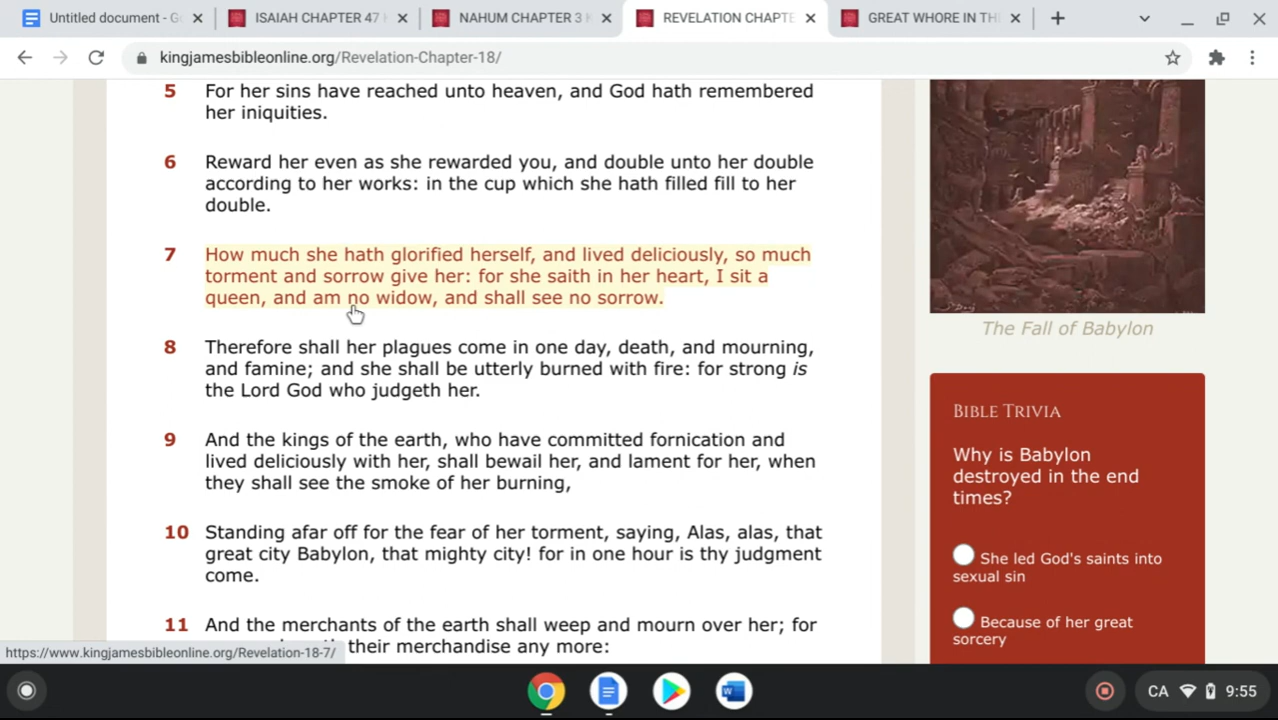 Untitled document - G
ISAIAH CHAPTER 47
NAHUM CHAPTER 3
REVELATION CHAPTE
GREAT WHORE IN TH
kingjamesbibleonline.org/Revelation-Chapter-18/
5 For her sins have reached unto heaven, and God hath remembered
her iniquities.
6 Reward her even as she rewarded you, and double unto her double
according to her works: in the cup which she hath filled fill to her
double.
7 How much she hath glorified herself, and lived deliciously, so much
torment and sorrow give her: for she saith in her heart, I sit a
queen, and am no widow, and shall see no sorrow.
8 Therefore shall her plagues come in one day, death, and mourning,
and famine; and she shall be utterly burned with fire: for strong is
the Lord God who judgeth her.
9 And the kings of the earth, who have committed fornication and
lived deliciously with her, shall bewail her, and lament for her, when
they shall see the smoke of her burning,
10 Standing afar off for the fear of her torment, saying, Alas, alas, that
great city Babylon, that mighty city! for in one hour is thy judgment
come.
11 And the merchants of the earth shall weep and mourn over her; for
their merchandise any more:
The Fall of Babylon
BIBLE TRIVIA
Why is Babylon
destroyed in the end
times?
She led God's saints into
sexual sin
Because of her great
sorcery
https://www.kingjamesbibleonline.org/Revelation-18-7/
CA 9:55